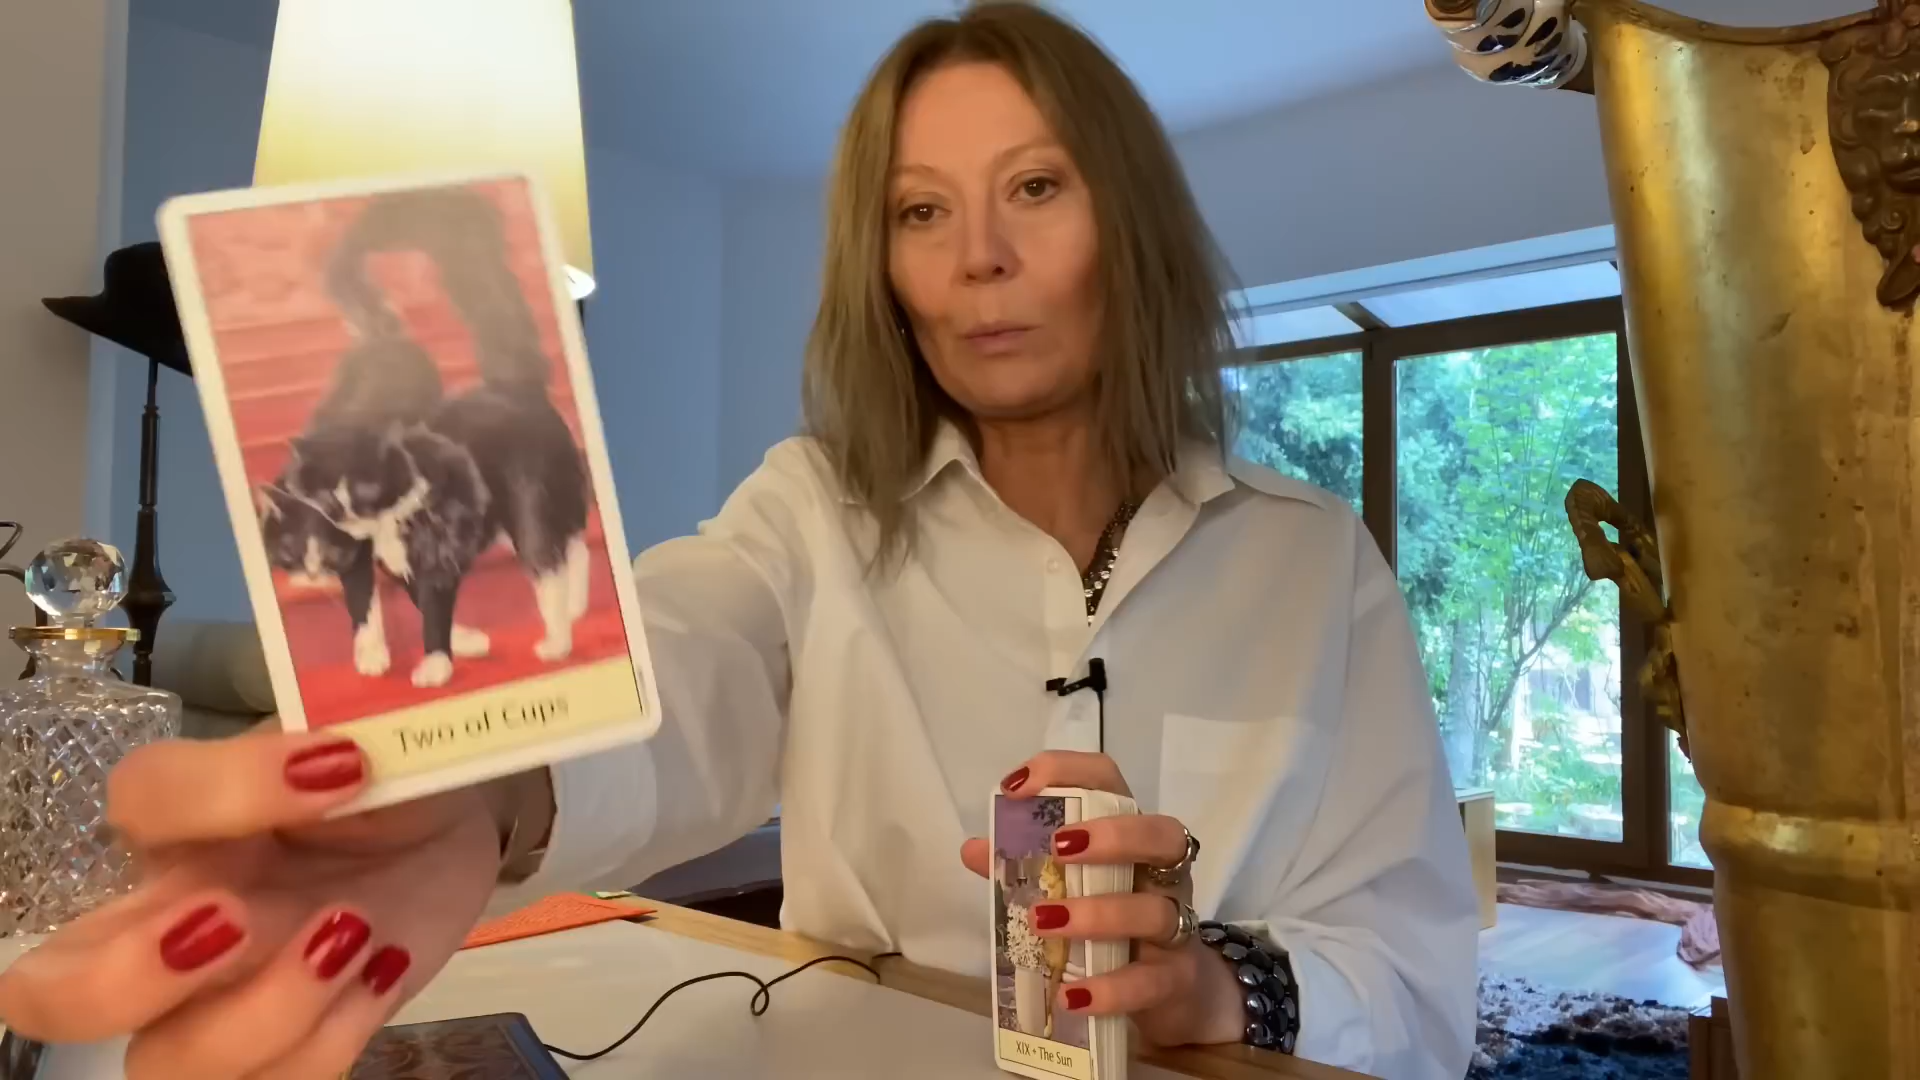 Two of Cups
XIX • The Sun